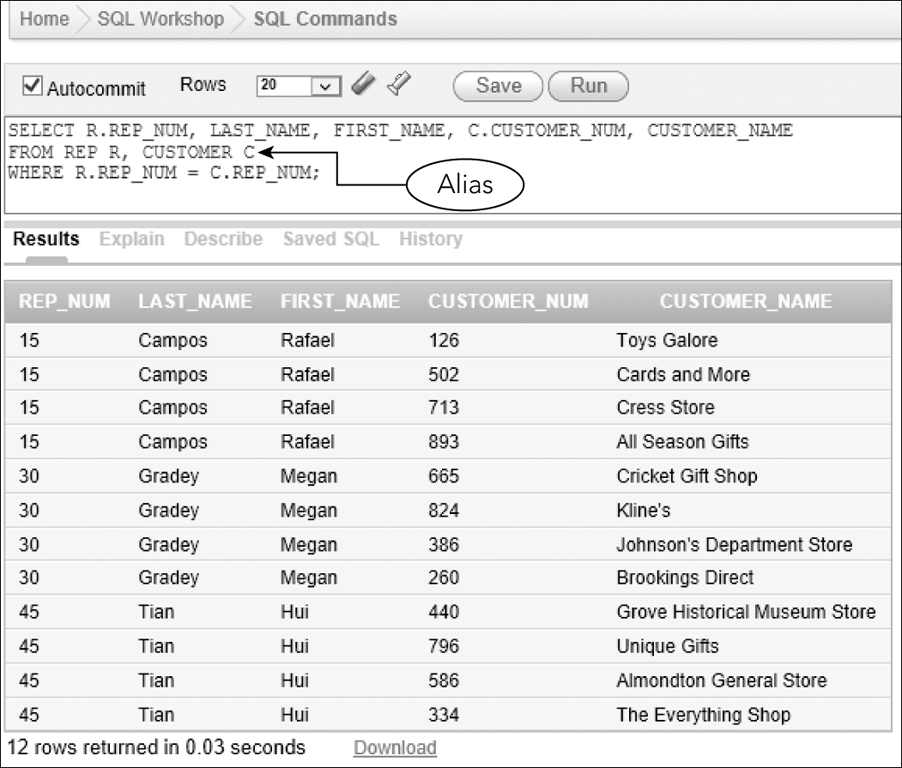 Home SQL Workshop SQL Commands
Autocommit Rows 20 Save Run
SELECT R.REP_NUM, LAST_NAME, FIRST_NAME, C.CUSTOMER_NUM, CUSTOMER_NAME
FROM REP R, CUSTOMER C
WHERE R.REP_NUM = C.REP_NUM;
Alias
Results Explain Describe Saved SQL History
REP_NUM LAST_NAME FIRST_NAME CUSTOMER_NUM CUSTOMER_NAME
15 Campos Rafael 126 Toys Galore
15 Campos Rafael 502 Cards and More
15 Campos Rafael 713 Cress Store
15 Campos Rafael 893 All Season Gifts
30 Gradey Megan 665 Cricket Gift Shop
30 Gradey Megan 824 Kline's
30 Gradey Megan 386 Johnson's Department Store
30 Gradey Megan 260 Brookings Direct
45 Tian Hui 440 Grove Historical Museum Store
45 Tian Hui 796 Unique Gifts
45 Tian Hui 586 Almondton General Store
45 Tian Hui 334 The Everything Shop
12 rows returned in 0.03 seconds Download